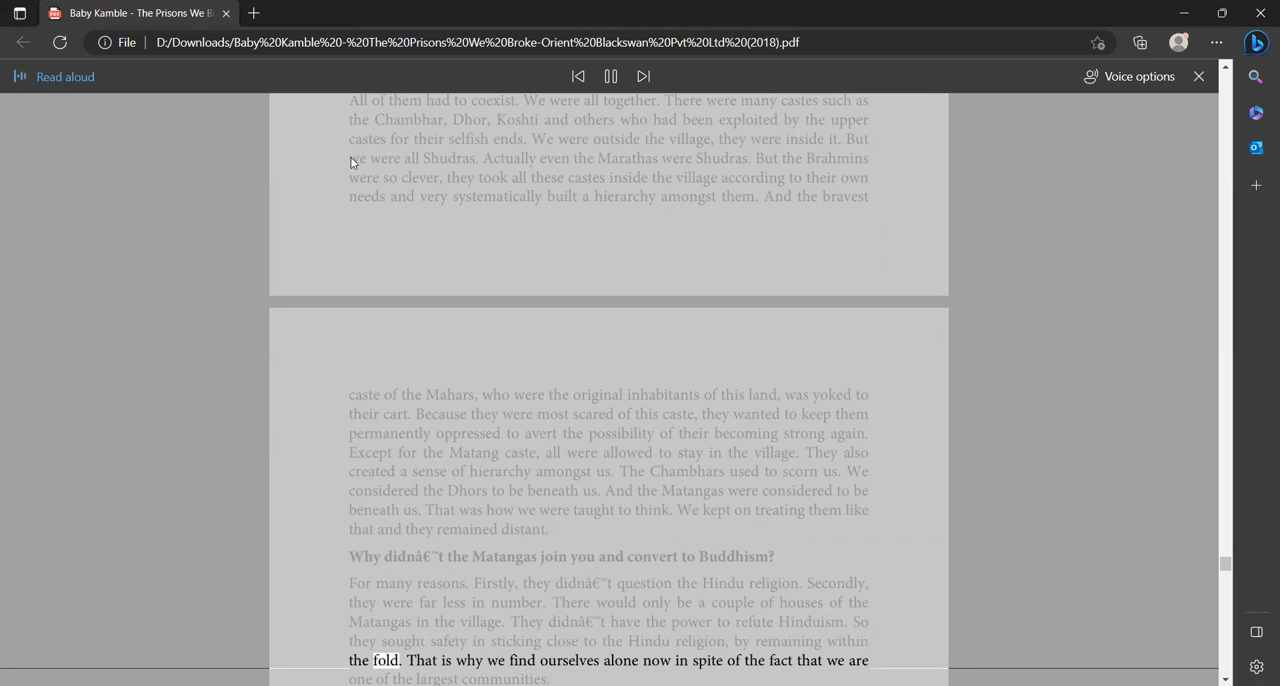 Baby Kamble - The Prisons We B
File D:/Downloads/Baby%20Kamble%20-%20The%20Prisons%20We%20Broke-Orient%20Blackswan%20Pvt%20Ltd%20(2018).pdf
Read aloud
Voice options
All of them had to coexist. We were all together. There were many castes such as
the Chambhar, Dhor, Koshti and others who had been exploited by the upper
castes for their selfish ends. We were outside the village, they were inside it. But
we were all Shudras. Actually even the Marathas were Shudras. But the Brahmins
were so clever, they took all these castes inside the village according to their own
needs and very systematically built a hierarchy amongst them. And the bravest
caste of the Mahars, who were the original inhabitants of this land, was yoked to
their cart. Because they were most scared of this caste, they wanted to keep them
permanently oppressed to avert the possibility of their becoming strong again.
Except for the Matang caste, all were allowed to stay in the village. They also
created a sense of hierarchy amongst us. The Chambhars used to scorn us. We
considered the Dhors to be beneath us. And the Matangas were considered to be
beneath us. That was how we were taught to think. We kept on treating them like
that and they remained distant.
Why didnâ€™t the Matangas join you and convert to Buddhism?
For many reasons. Firstly, they didnâ€™t question the Hindu religion. Secondly,
they were far less in number. There would only be a couple of houses of the
Matangas in the village. They didnâ€™t have the power to refute Hinduism. So
they sought safety in sticking close to the Hindu religion, by remaining within
the fold. That is why we find ourselves alone now in spite of the fact that we are
one of the largest communities.